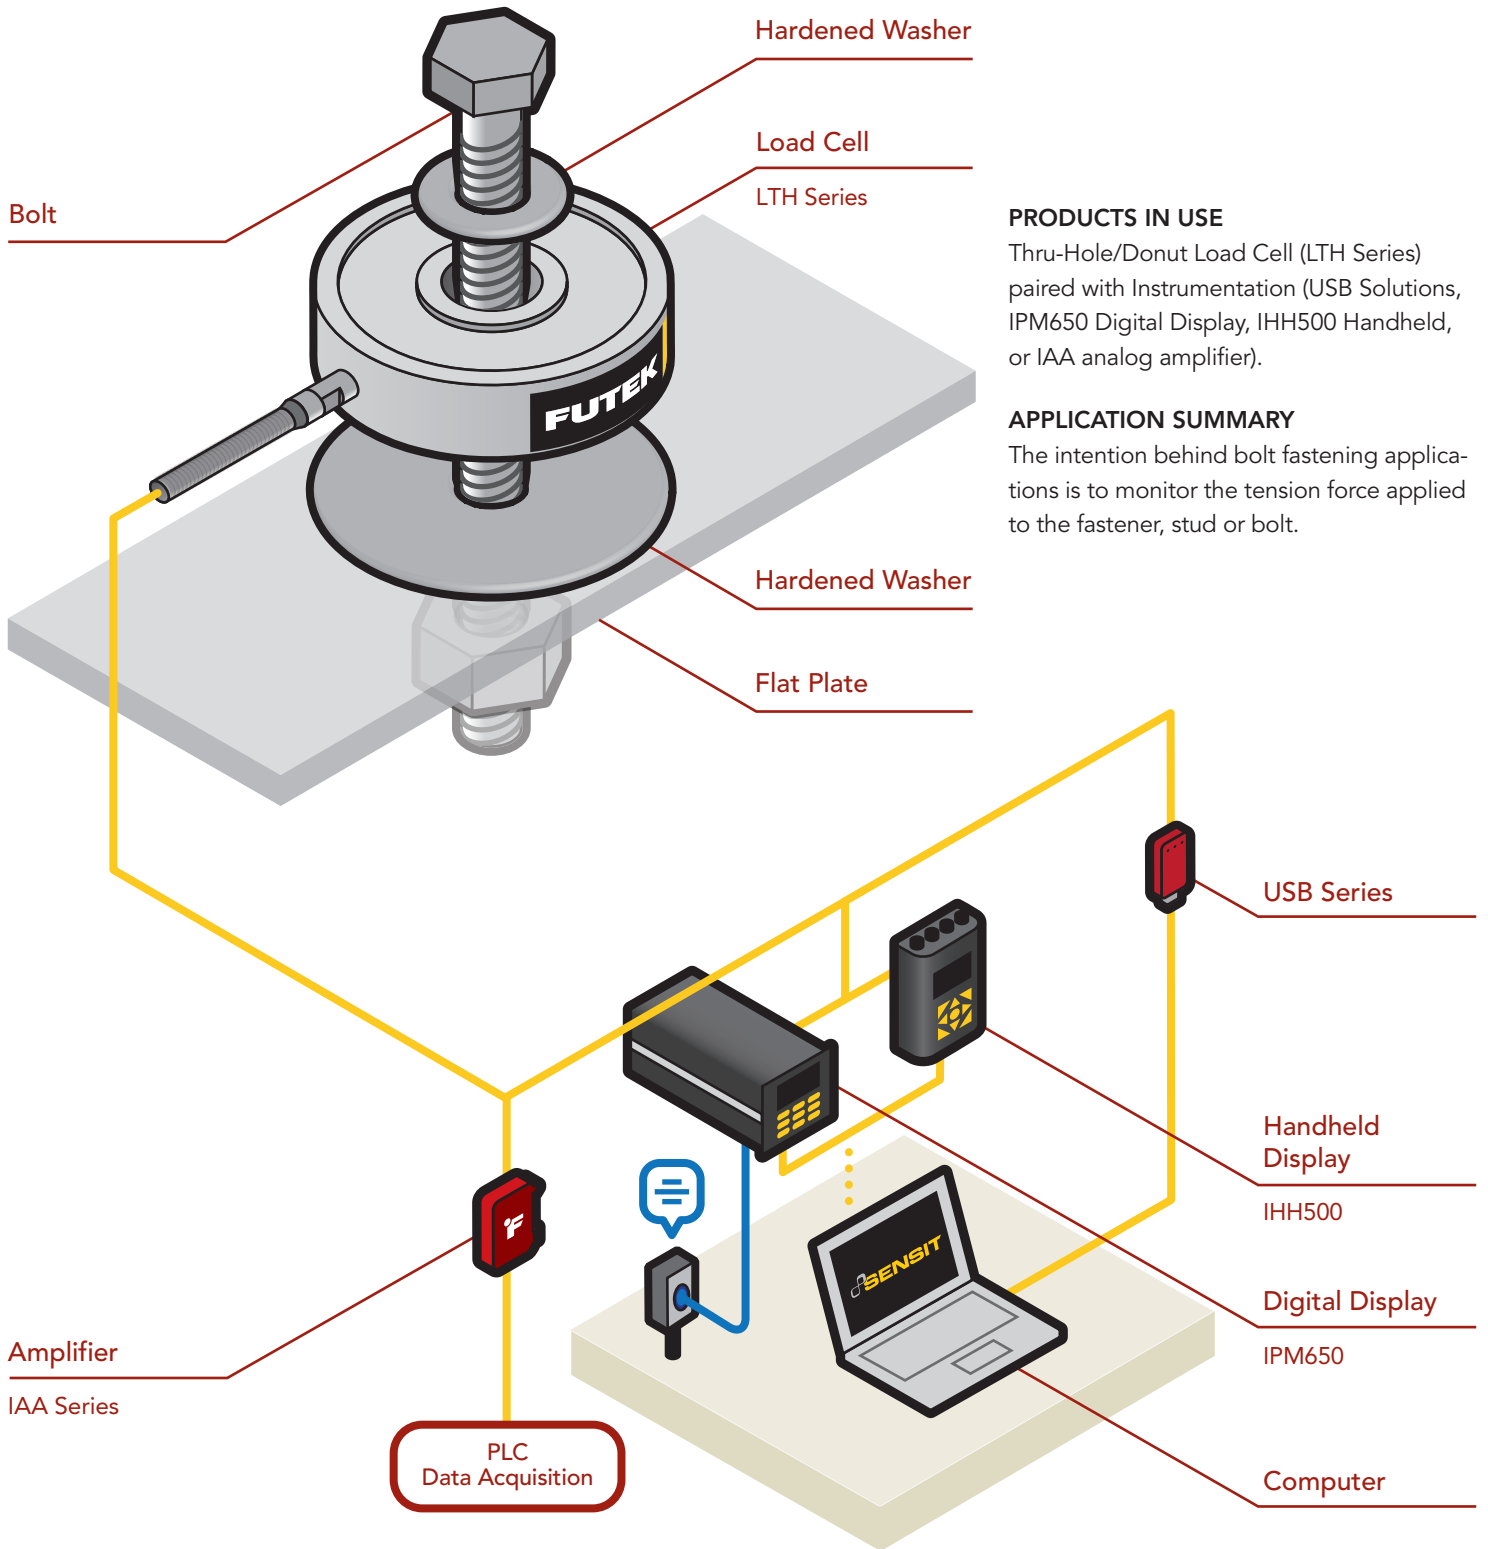 Hardened Washer
Load Cell
LTH Series
Bolt
PRODUCTS IN USE
Thru-Hole/Donut Load Cell (LTH Series)
paired with Instrumentation (USB Solutions,
IPM650 Digital Display, IHH500 Handheld,
or IAA analog amplifier).
APPLICATION SUMMARY
The intention behind bolt fastening applica-
tions is to monitor the tension force applied
to the fastener, stud or bolt.
FUTEK
Hardened Washer
Flat Plate
USB Series
Handheld
Display
IHH500
SENSIT
Digital Display
IPM650
Amplifier
IAA Series
PLC
Data Acquisition
Computer